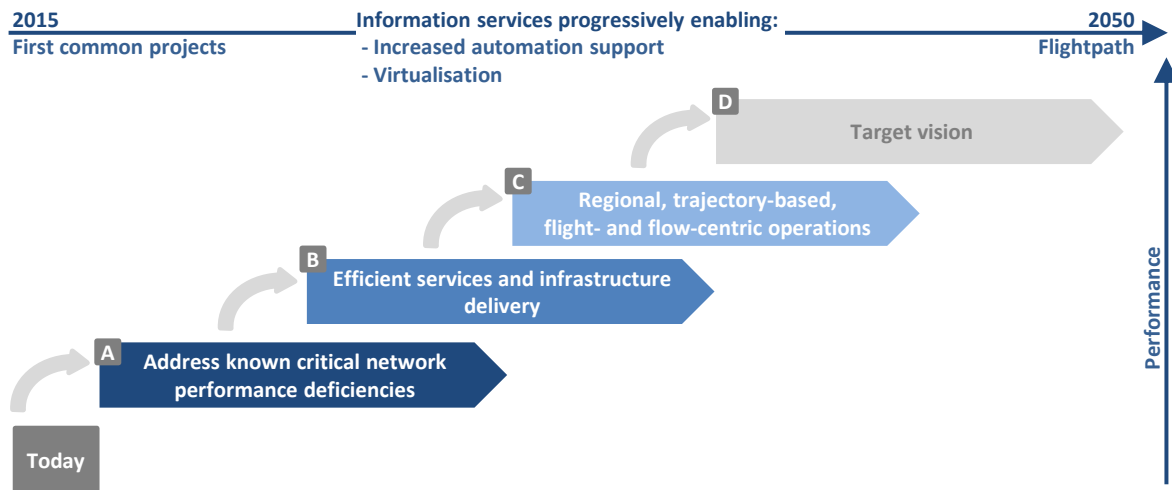 2015
First common projects
Information services progressively enabling:
- Increased automation support
- Virtualisation
2050
Flightpath
D
Target vision
C
Regional, trajectory-based,
flight- and flow-centric operations
B
Efficient services and infrastructure
delivery
A
Address known critical network
performance deficiencies
Today
Performance